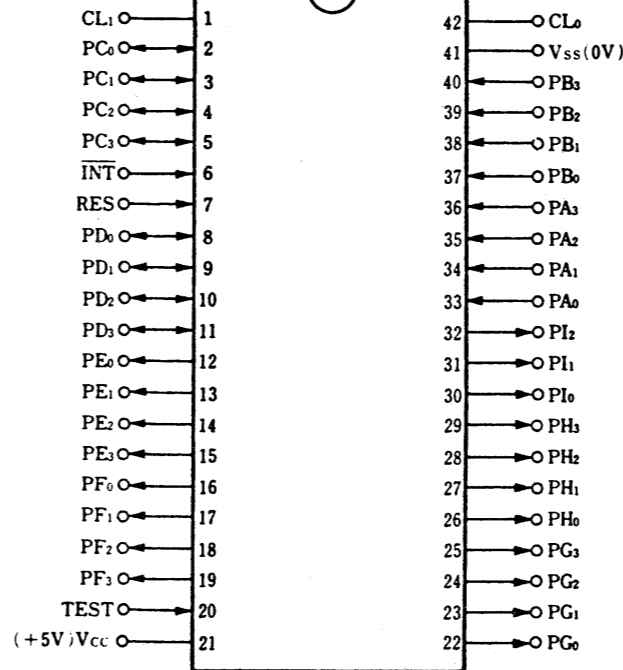 CL₁ 1 42 CL₀
PC₀ 2 41 Vss(0V)
PC₁ 3 40 PB₃
PC₂ 4 39 PB₂
PC₃ 5 38 PB₁
I̅N̅T̅ 6 37 PB₀
RES 7 36 PA₃
PD₀ 8 35 PA₂
PD₁ 9 34 PA₁
PD₂ 10 33 PA₀
PD₃ 11 32 PI₂
PE₀ 12 31 PI₁
PE₁ 13 30 PI₀
PE₂ 14 29 PH₃
PE₃ 15 28 PH₂
PF₀ 16 27 PH₁
PF₁ 17 26 PH₀
PF₂ 18 25 PG₃
PF₃ 19 24 PG₂
TEST 20 23 PG₁
(+5V)Vcc 21 22 PG₀